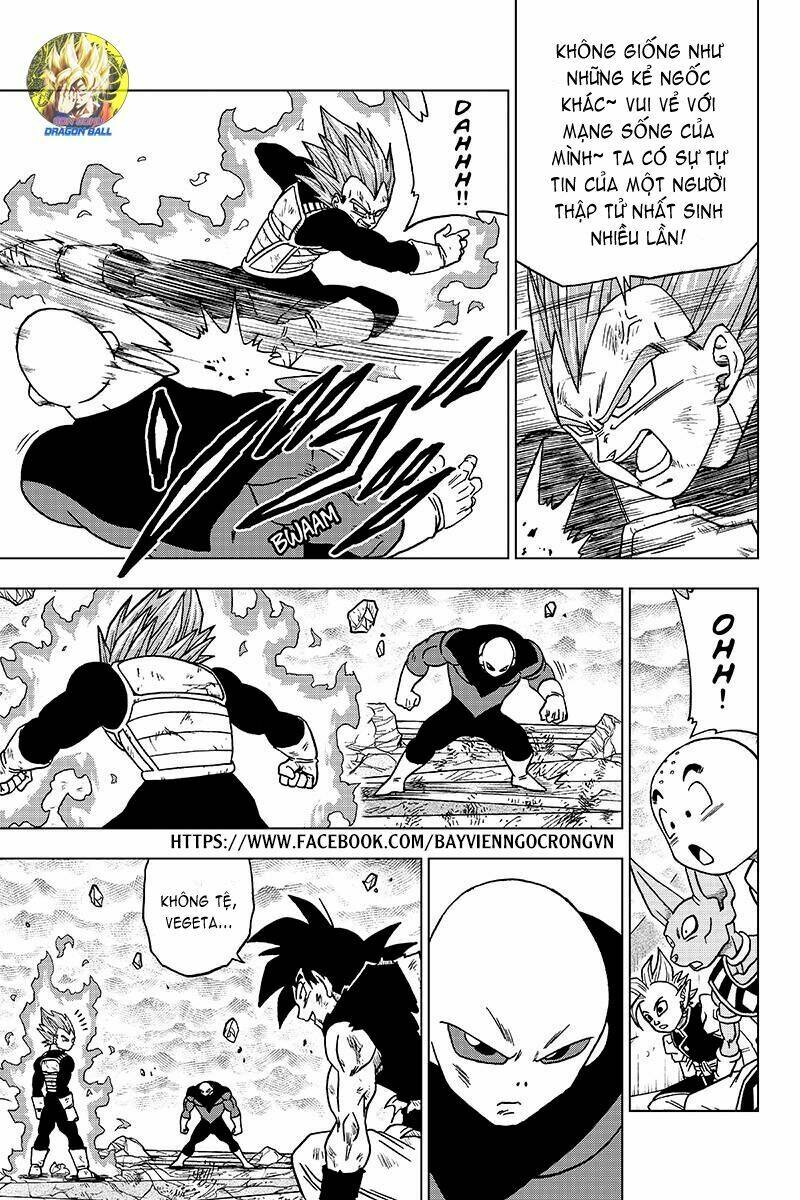 KHÔNG GIỐNG NHƯ
NHỮNG KẺ NGỐC
KHÁC~ VUI VẺ VỚI
MẠNG SỐNG CỦA
MÌNH~ TA CÓ SỰ TỰ
TIN CỦA MỘT NGƯỜI
THẬP TỬ NHẤT SINH
NHIỀU LẦN!
DAHHH!!
DRAGON BALL
BWAAM
OHH!
HTTPS://WWW.FACEBOOK.COM/BAYVIENNGOCRONGVN
KHÔNG TỆ,
VEGETA...